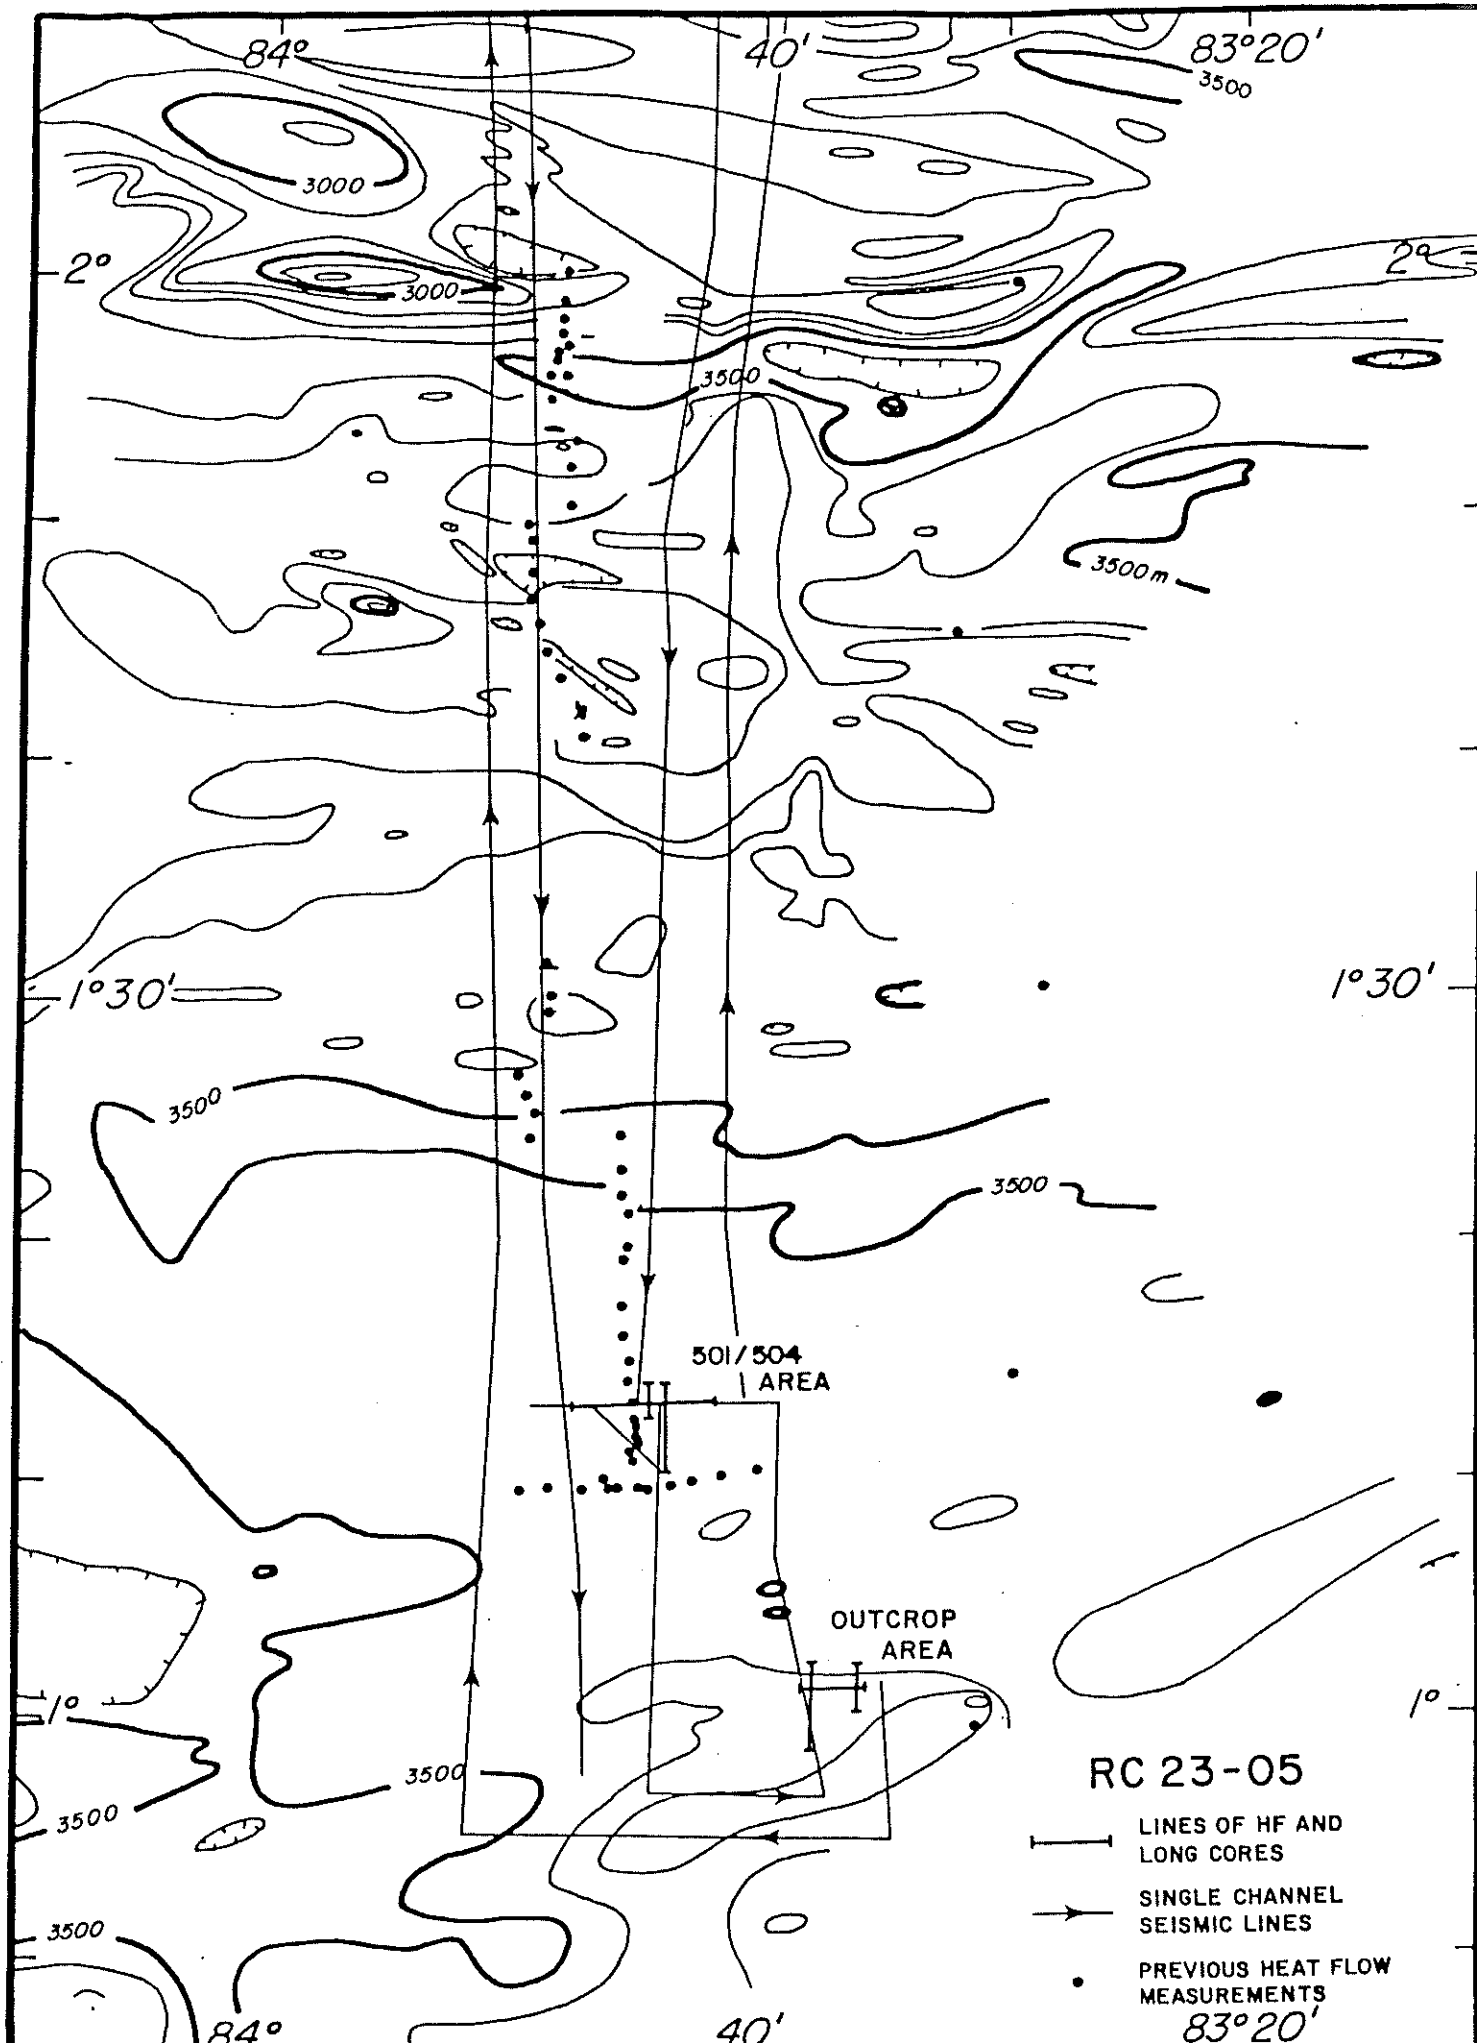 84° 40' 83°20'
3500
3000
2° 2°
3000
3500
3500 m
1°30' 1°30'
3500
3500
501/504
AREA
OUTCROP
AREA
1° 1°
3500
3500
RC 23-05
LINES OF HF AND
LONG CORES
SINGLE CHANNEL
SEISMIC LINES
3500
PREVIOUS HEAT FLOW
MEASUREMENTS
84° 40' 83°20'